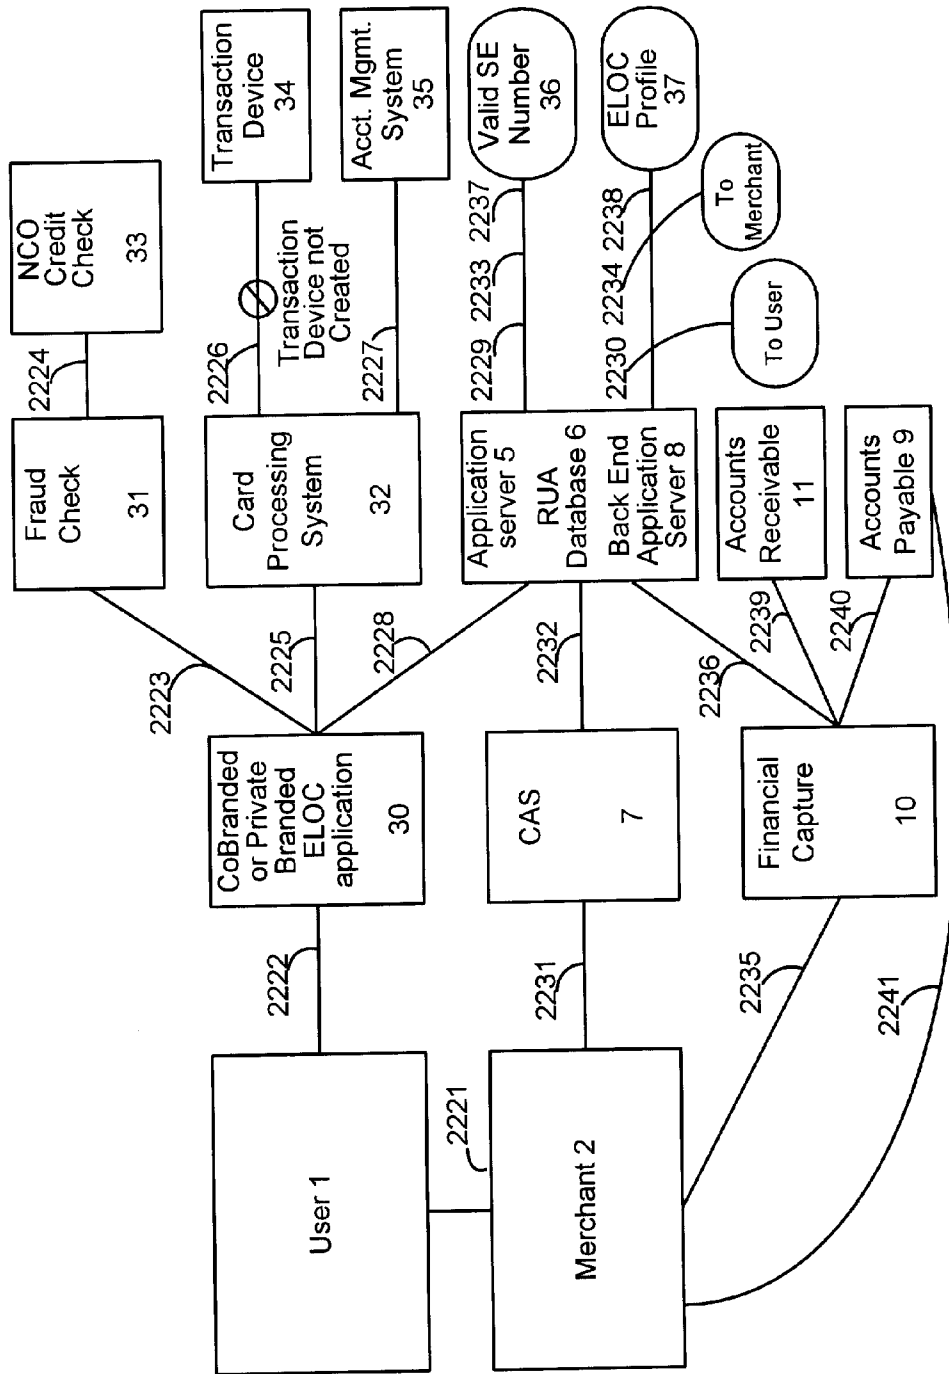 User 1
2221
Merchant 2
2222
CoBranded
or Private
Branded
ELOC
application
30
2223
Fraud
Check
31
2224
NCO
Credit
Check
33
2225
Card
Processing
System
32
2226
Transaction
Device not
Created
Transaction
Device
34
2227
Acct. Mgmt.
System
35
2228
2231
CAS
7
2232
Application
server 5
RUA
Database 6
Back End
Application
Server 8
2229
2233
2237
Valid SE
Number
36
2230
2234
2238
ELOC
Profile
37
To
Merchant
To User
2235
Financial
Capture
10
2236
2239
Accounts
Receivable
11
2240
Accounts
Payable 9
2241